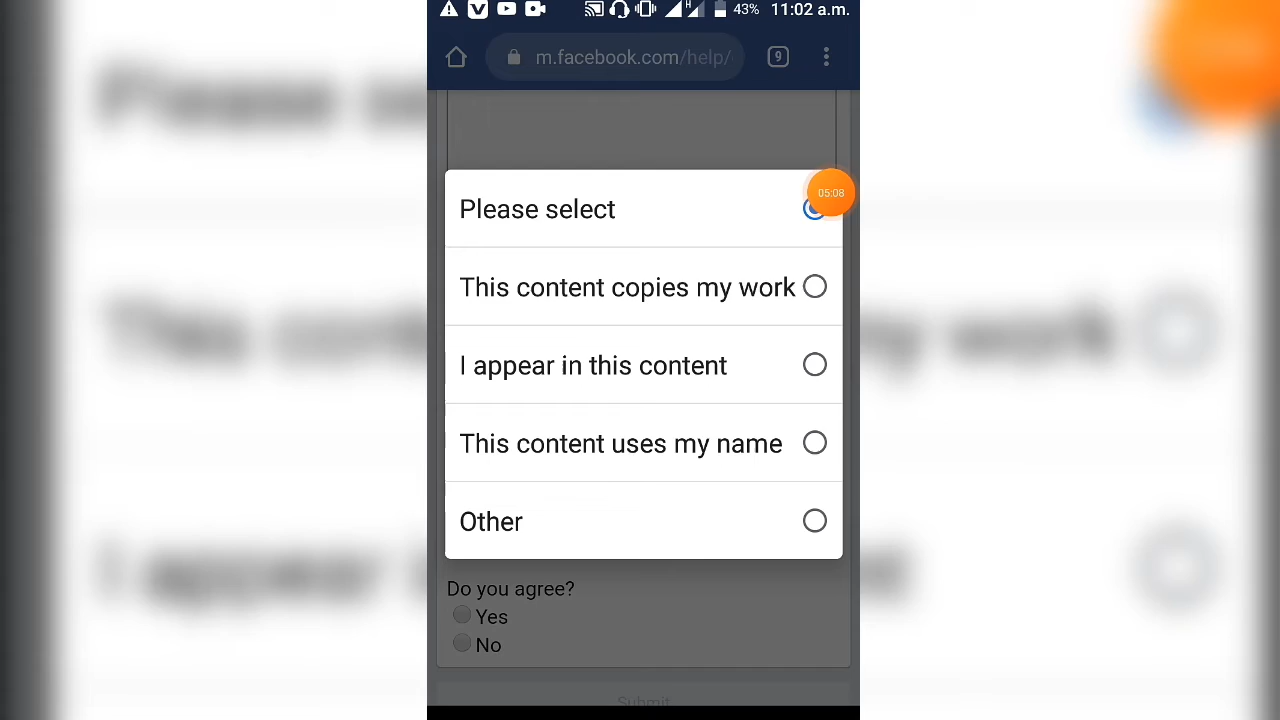 43% 11:02 a.m.
m.facebook.com/help/
9
Please select
05:08
This content copies my work
I appear in this content
This content uses my name
Other
Do you agree?
Yes
No
Submit